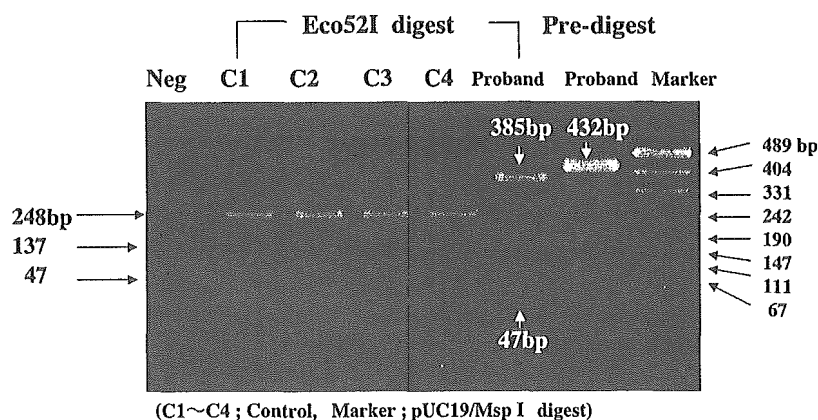 Eco52I digest Pre-digest
Neg C1 C2 C3 C4 Proband Proband Marker
385bp 432bp
489 bp
404
331
248bp
242
137
190
147
47
111
67
47bp
(C1~C4 ; Control, Marker ; pUC19/Msp I digest)